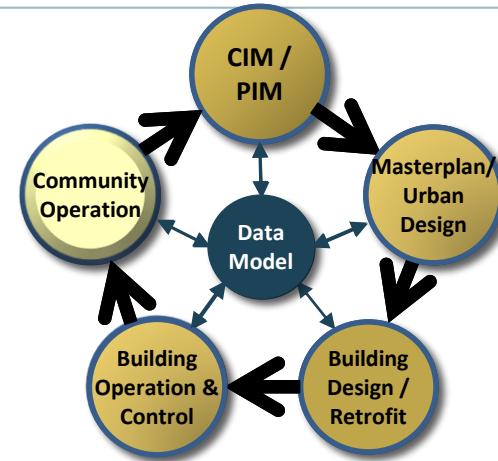 CIM /
PIM
Masterplan/
Urban
Design
Community
Operation
Data
Model
Building
Operation &
Control
Building
Design /
Retrofit